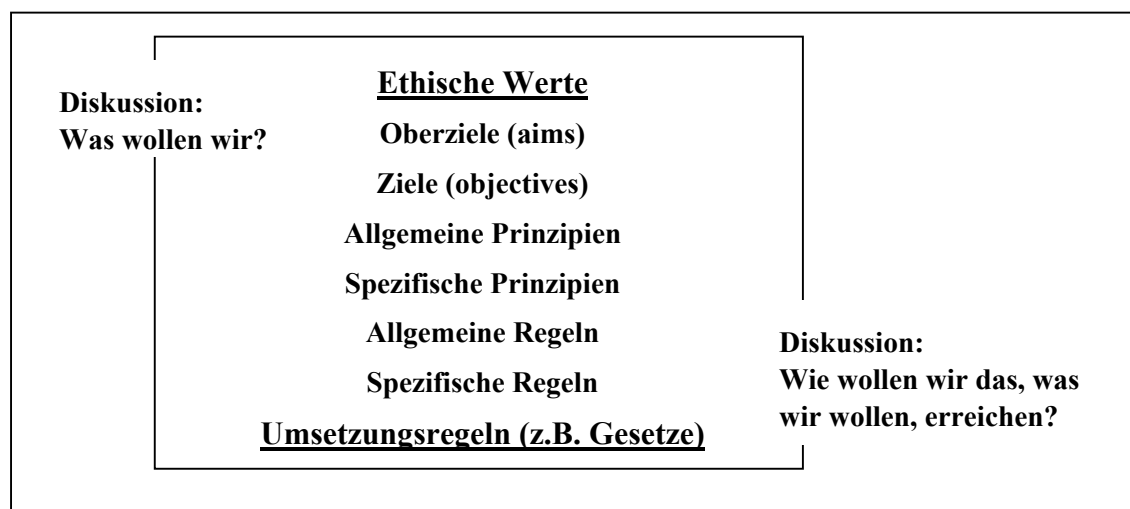 Diskussion:
Was wollen wir?
Ethische Werte
Oberziele (aims)
Ziele (objectives)
Allgemeine Prinzipien
Spezifische Prinzipien
Allgemeine Regeln
Spezifische Regeln
Umsetzungsregeln (z.B. Gesetze)
Diskussion:
Wie wollen wir das, was
wir wollen, erreichen?